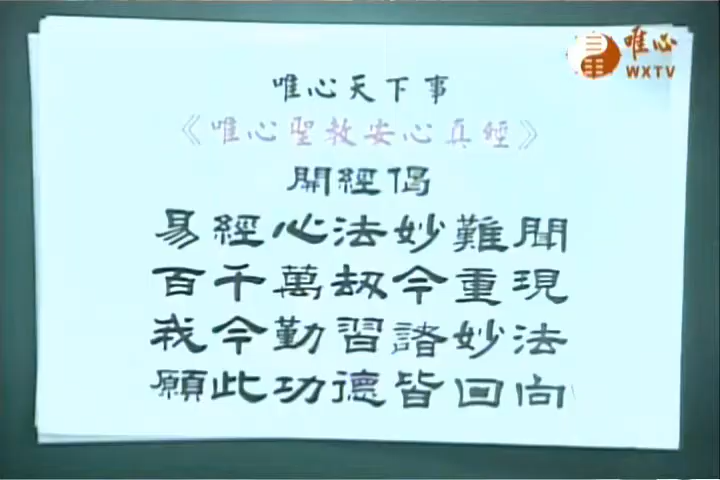 唯心
WXTV
唯心天下事
《唯心聖教安心真經》
開經偈
易經心法妙難聞
百千萬劫今重現
我今勤習諸妙法
願此功德皆回向